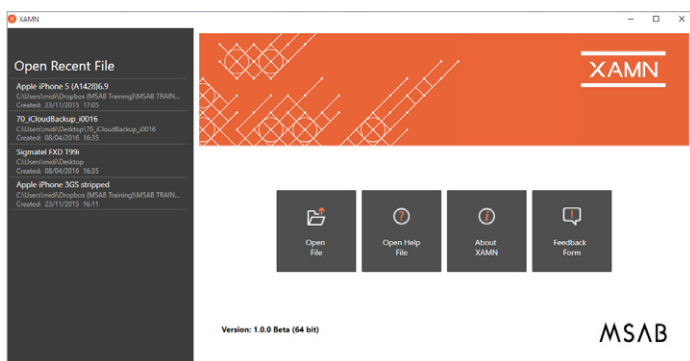 XAMN
Open Recent File
Apple iPhone 5 (A1428)6.9
C:\Users\midi\Dropbox (MSAB Training)\MSAB TRAIN...
Created: 23/11/2015 17:05
70_iCloudBackup_i0016
C:\Users\midi\Desktop\70_iCloudBackup_i0016
Created: 08/04/2016 16:35
Sigmatel FXD T99i
C:\Users\midi\Desktop
Created: 08/04/2016 16:35
Apple iPhone 3GS stripped
C:\Users\midi\Dropbox (MSAB Training)\MSAB TRAIN...
Created: 23/11/2015 16:11
XAMN
Open
File
Open Help
File
About
XAMN
Feedback
Form
Version: 1.0.0 Beta (64 bit)
MSAB